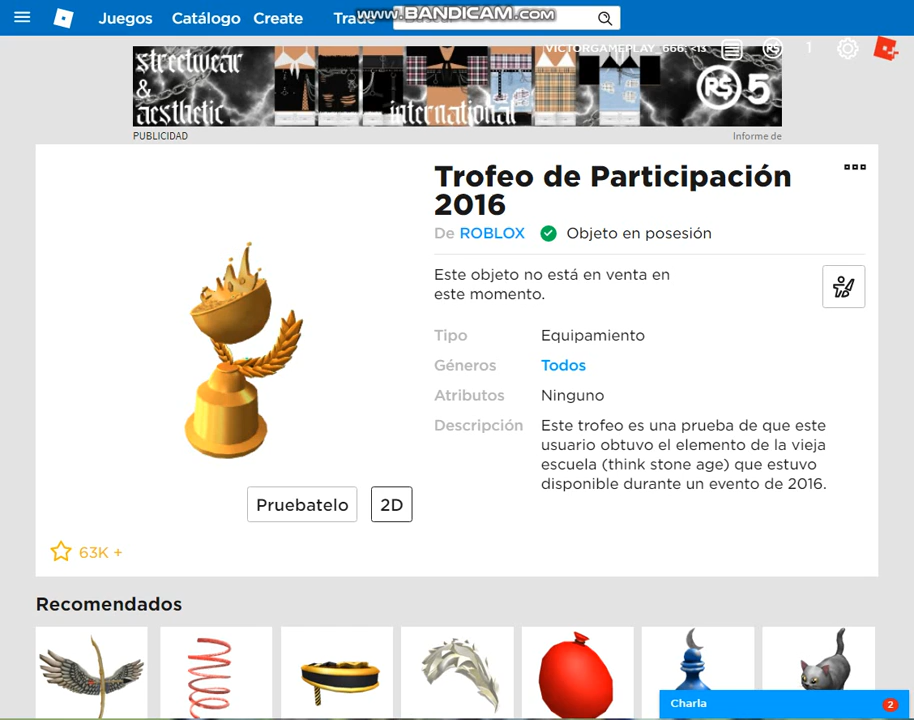 Juegos Catálogo Create Trade
www.BANDICAM.com
VICTORGAMEPLAY_666: <13 R$ 1
streetwear
&
aesthetic international
R$ 5
PUBLICIDAD Informe de
Trofeo de Participación
2016
De ROBLOX Objeto en posesión
Este objeto no está en venta en
este momento.
Tipo Equipamiento
Géneros Todos
Atributos Ninguno
Descripción Este trofeo es una prueba de que este
usuario obtuvo el elemento de la vieja
escuela (think stone age) que estuvo
disponible durante un evento de 2016.
Pruebatelo 2D
63K +
Recomendados
Charla 2